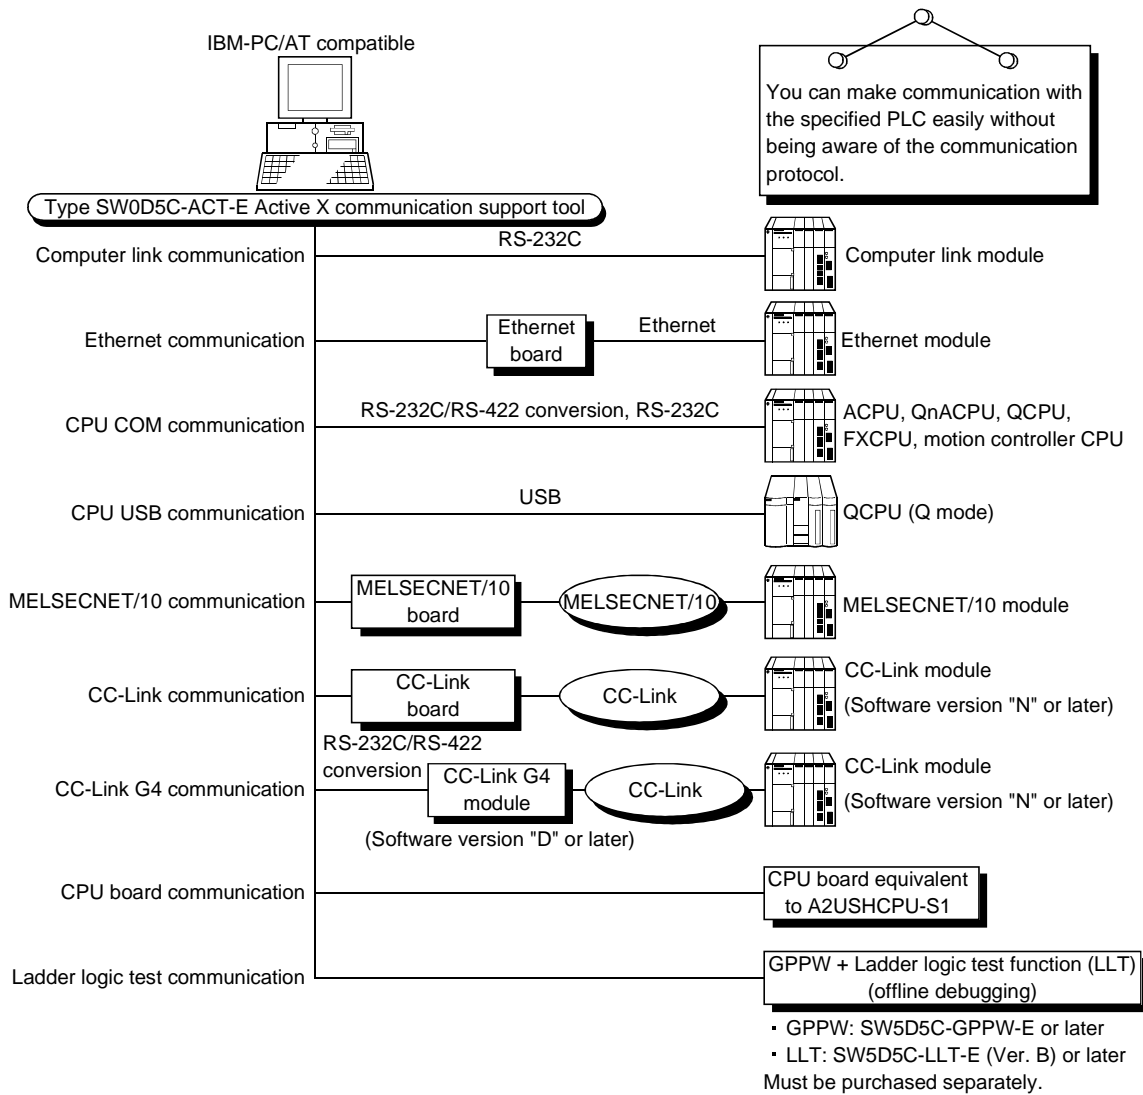 IBM-PC/AT compatible
You can make communication with
the specified PLC easily without
being aware of the communication
protocol.
Type SW0D5C-ACT-E Active X communication support tool
Computer link communication
RS-232C
Computer link module
Ethernet communication
Ethernet
board
Ethernet
Ethernet module
CPU COM communication
RS-232C/RS-422 conversion, RS-232C
ACPU, QnACPU, QCPU,
FXCPU, motion controller CPU
CPU USB communication
USB
QCPU (Q mode)
MELSECNET/10 communication
MELSECNET/10
board
MELSECNET/10
MELSECNET/10 module
CC-Link communication
CC-Link
board
CC-Link
CC-Link module
(Software version "N" or later)
CC-Link G4 communication
RS-232C/RS-422
conversion
CC-Link G4
module
(Software version "D" or later)
CC-Link
CC-Link module
(Software version "N" or later)
CPU board communication
CPU board equivalent
to A2USHCPU-S1
Ladder logic test communication
GPPW + Ladder logic test function (LLT)
(offline debugging)
· GPPW: SW5D5C-GPPW-E or later
· LLT: SW5D5C-LLT-E (Ver. B) or later
Must be purchased separately.